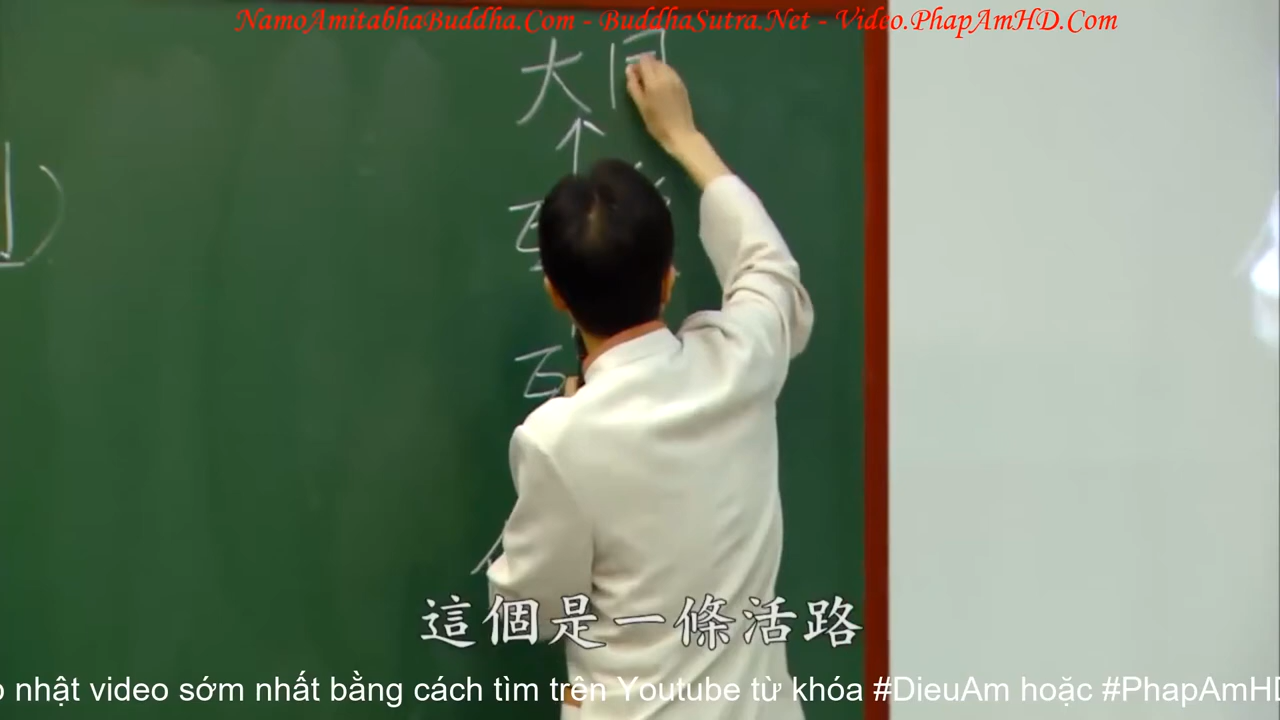 NamoAmitabhaBuddha.Com - BuddhaSutra.Net - Video.PhapAmHD.Com
大同
這個是一條活路
nhật video sớm nhất bằng cách tìm trên Youtube từ khóa #DieuAm hoặc #PhapAmHD